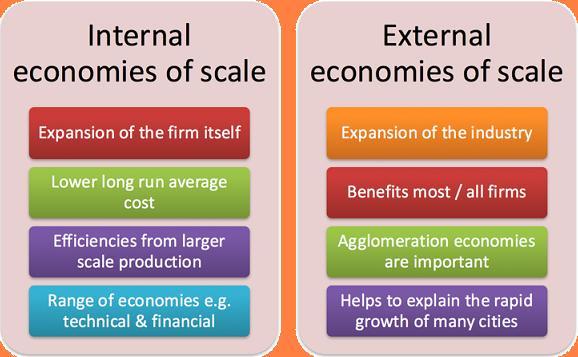 Internal
economies of scale
Expansion of the firm itself
Lower long run average
cost
Efficiencies from larger
scale production
Range of economies e.g.
technical & financial
External
economies of scale
Expansion of the industry
Benefits most / all firms
Agglomeration economies
are important
Helps to explain the rapid
growth of many cities